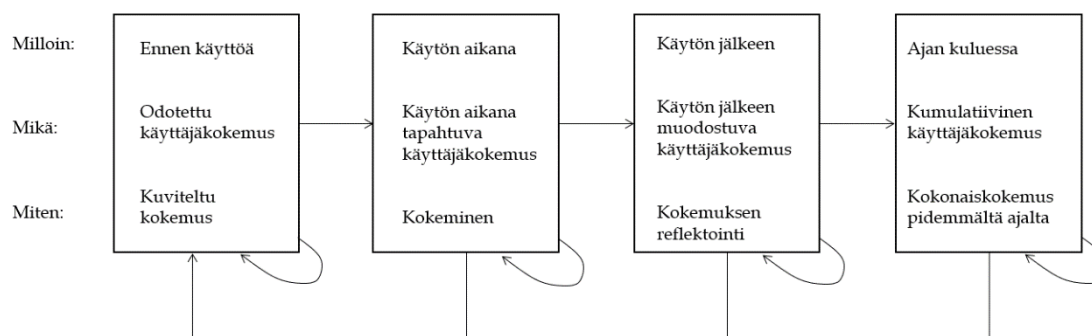 Milloin:
Ennen käyttöä
Käytön aikana
Käytön jälkeen
Ajan kuluessa
Mikä:
Odotettu
käyttäjäkokemus
Käytön aikana
tapahtuva
käyttäjäkokemus
Käytön jälkeen
muodostuva
käyttäjäkokemus
Kumulatiivinen
käyttäjäkokemus
Miten:
Kuviteltu
kokemus
Kokeminen
Kokemuksen
reflektointi
Kokonaiskokemus
pidemmältä ajalta